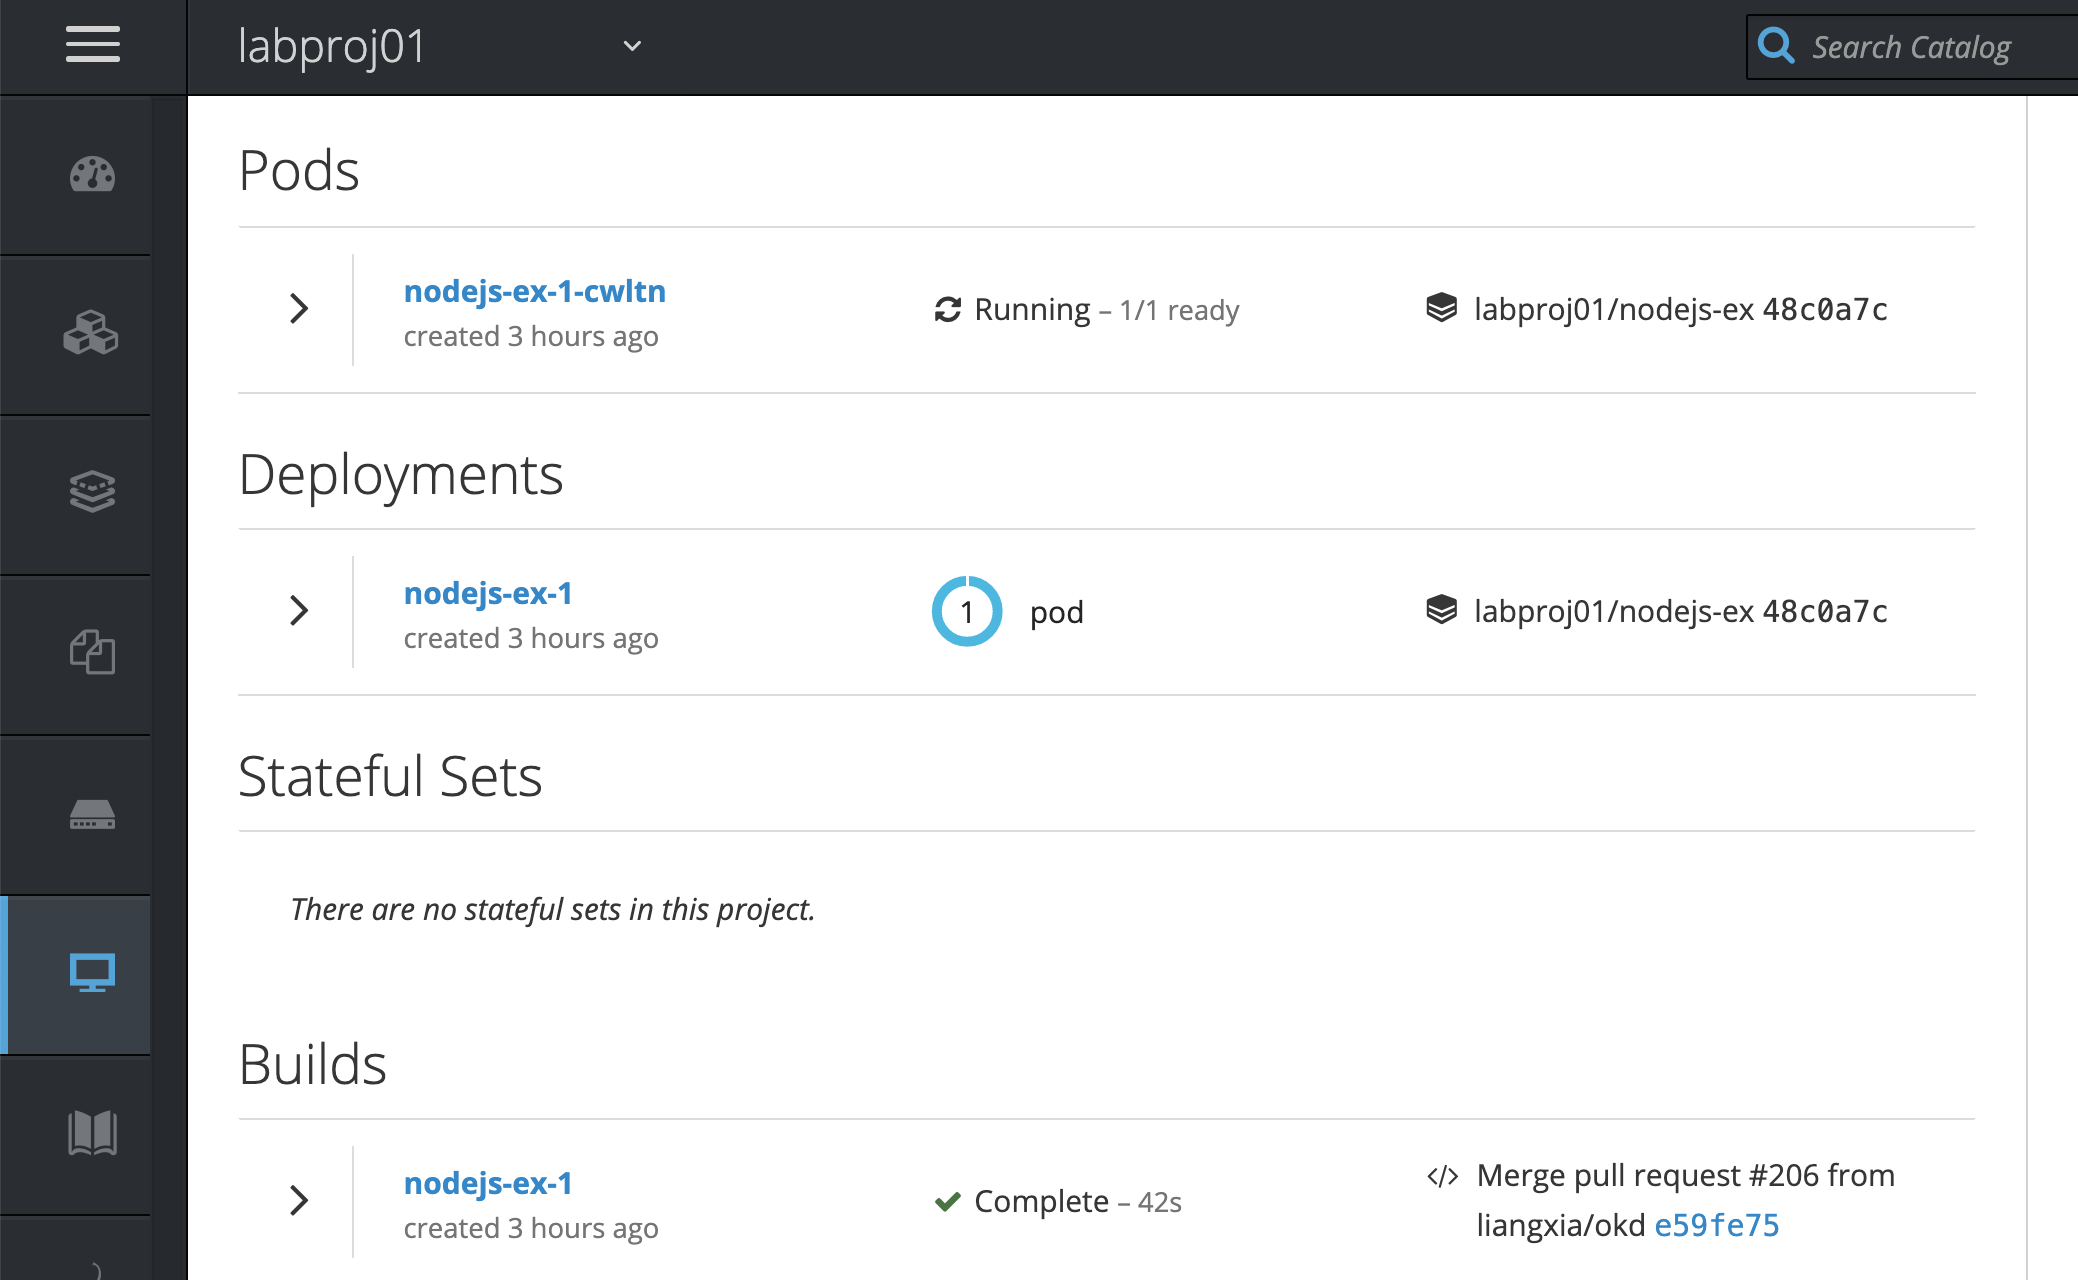 labproj01
Search Catalog
Pods
nodejs-ex-1-cwltn
created 3 hours ago
Running – 1/1 ready
labproj01/nodejs-ex 48c0a7c
Deployments
nodejs-ex-1
created 3 hours ago
1 pod
labproj01/nodejs-ex 48c0a7c
Stateful Sets
There are no stateful sets in this project.
Builds
nodejs-ex-1
created 3 hours ago
Complete – 42s
Merge pull request #206 from
liangxia/okd e59fe75